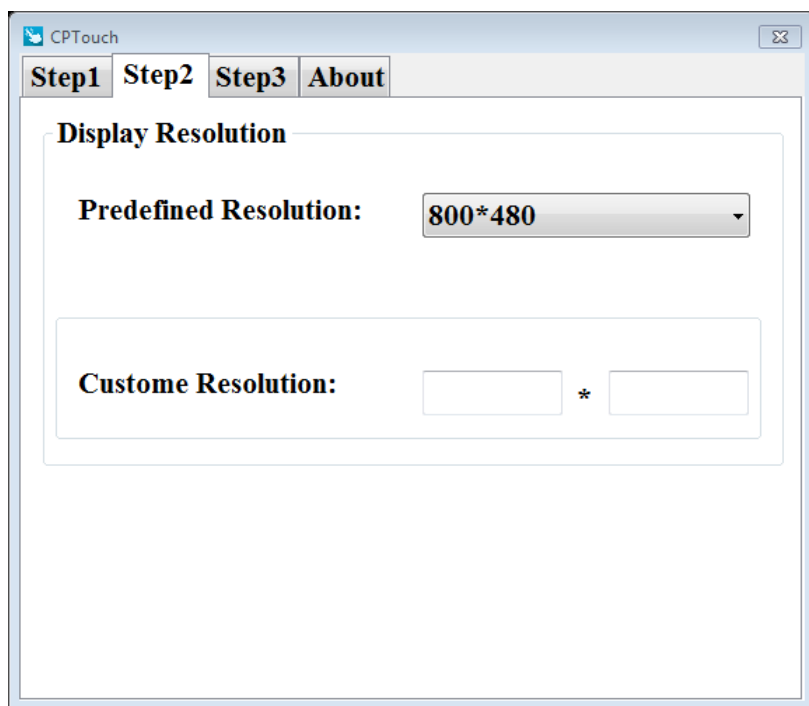 CPTouch
Step1 Step2 Step3 About
Display Resolution
Predefined Resolution: 800*480
Custome Resolution: *